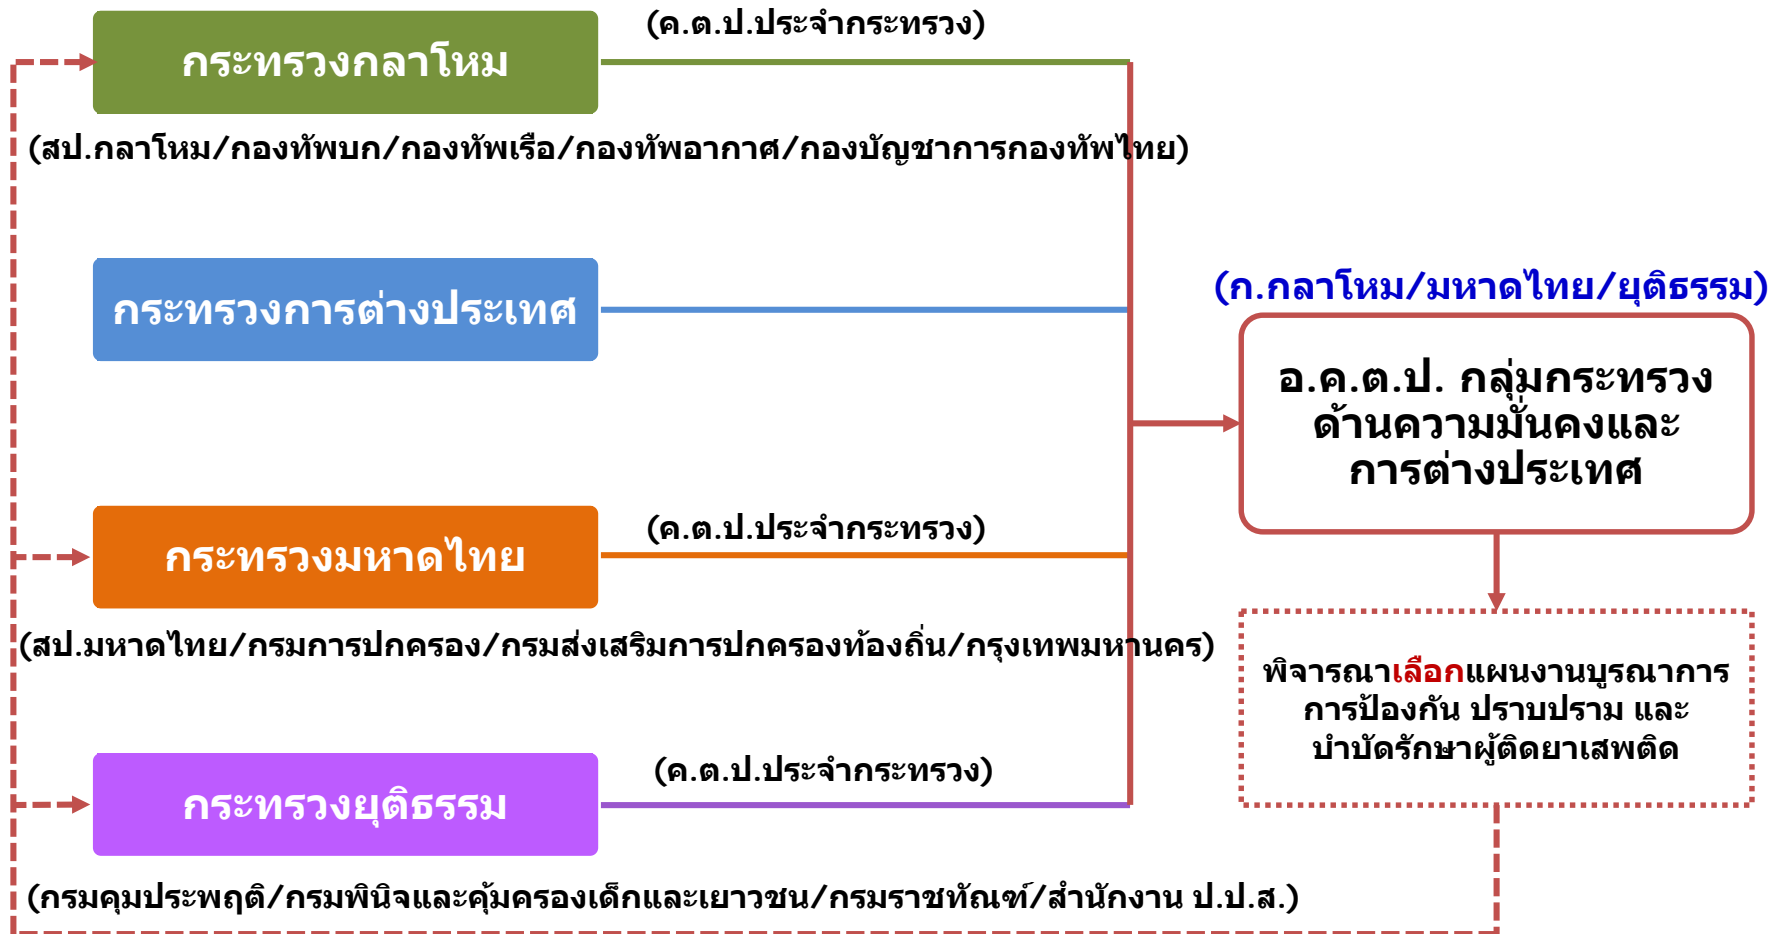 (ค.ต.ป.ประจำกระทรวง)
กระทรวงกลาโหม
(สป.กลาโหม/กองทัพบก/กองทัพเรือ/กองทัพอากาศ/กองบัญชาการกองทัพไทย)
กระทรวงการต่างประเทศ
(ก.กลาโหม/มหาดไทย/ยุติธรรม)
อ.ค.ต.ป. กลุ่มกระทรวง
ด้านความมั่นคงและ
การต่างประเทศ
(ค.ต.ป.ประจำกระทรวง)
กระทรวงมหาดไทย
(สป.มหาดไทย/กรมการปกครอง/กรมส่งเสริมการปกครองท้องถิ่น/กรุงเทพมหานคร)
พิจารณาเลือกแผนงานบูรณาการ
การป้องกัน ปราบปราม และ
บำบัดรักษาผู้ติดยาเสพติด
(ค.ต.ป.ประจำกระทรวง)
กระทรวงยุติธรรม
(กรมคุมประพฤติ/กรมพินิจและคุ้มครองเด็กและเยาวชน/กรมราชทัณฑ์/สำนักงาน ป.ป.ส.)